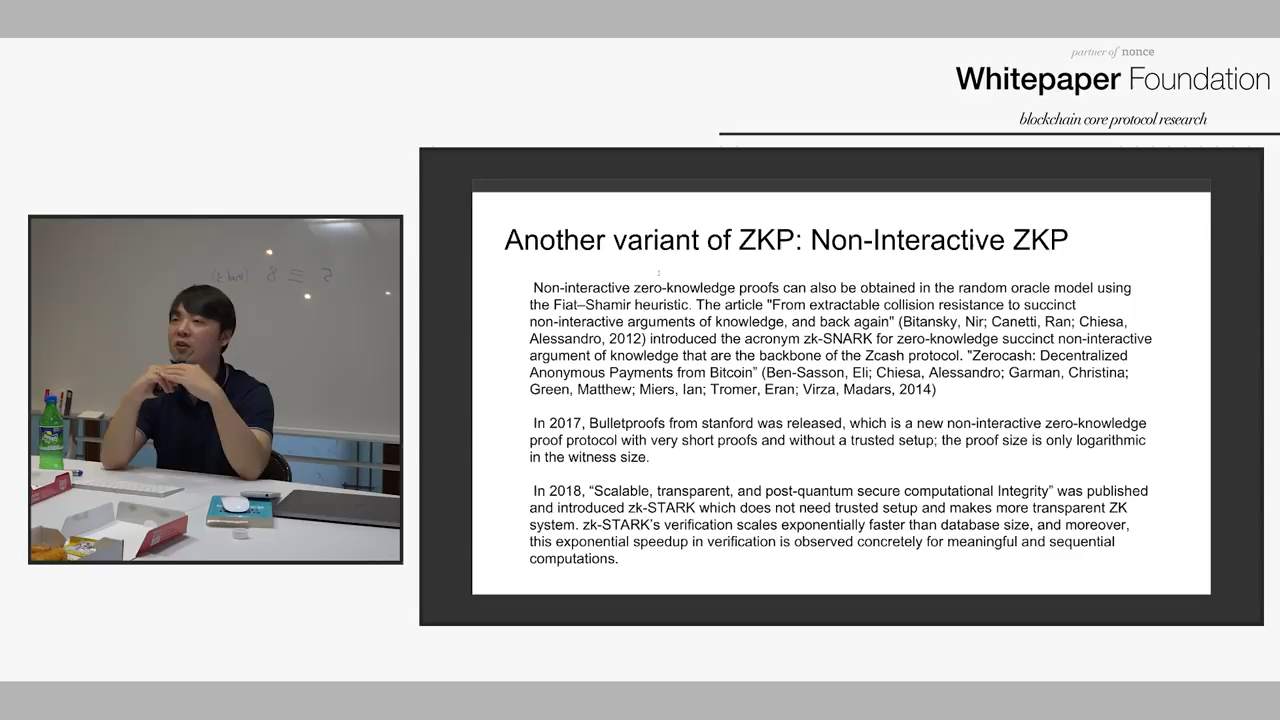 partner of nonce
Whitepaper Foundation
blockchain core protocol research
Another variant of ZKP: Non-Interactive ZKP
Non-interactive zero-knowledge proofs can also be obtained in the random oracle model using
the Fiat–Shamir heuristic. The article "From extractable collision resistance to succinct
non-interactive arguments of knowledge, and back again" (Bitansky, Nir; Canetti, Ran; Chiesa,
Alessandro, 2012) introduced the acronym zk-SNARK for zero-knowledge succinct non-interactive
argument of knowledge that are the backbone of the Zcash protocol. "Zerocash: Decentralized
Anonymous Payments from Bitcoin” (Ben-Sasson, Eli; Chiesa, Alessandro; Garman, Christina;
Green, Matthew; Miers, Ian; Tromer, Eran; Virza, Madars, 2014)
In 2017, Bulletproofs from stanford was released, which is a new non-interactive zero-knowledge
proof protocol with very short proofs and without a trusted setup; the proof size is only logarithmic
in the witness size.
In 2018, “Scalable, transparent, and post-quantum secure computational Integrity” was published
and introduced zk-STARK which does not need trusted setup and makes more transparent ZK
system. zk-STARK’s verification scales exponentially faster than database size, and moreover,
this exponential speedup in verification is observed concretely for meaningful and sequential
computations.